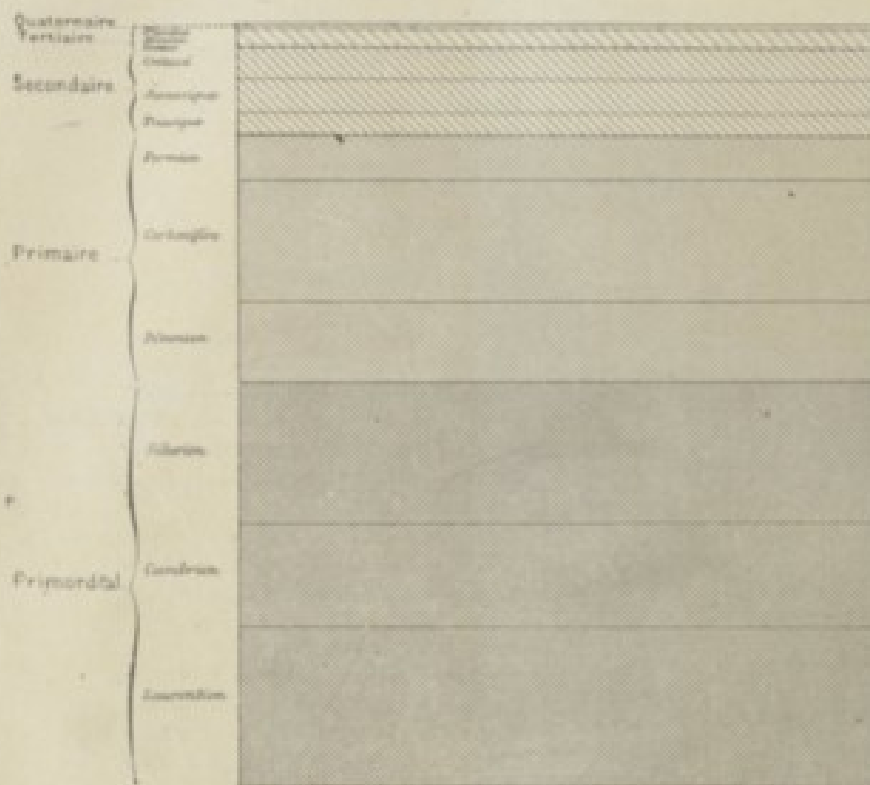 Quaternaire
Tertiaire
Crétacé
Secondaire
Jurassique
Triasique
Permien
Carbonifère
Primaire
Dévonien
Silurien
Cambrien
Primordial
Laurentien